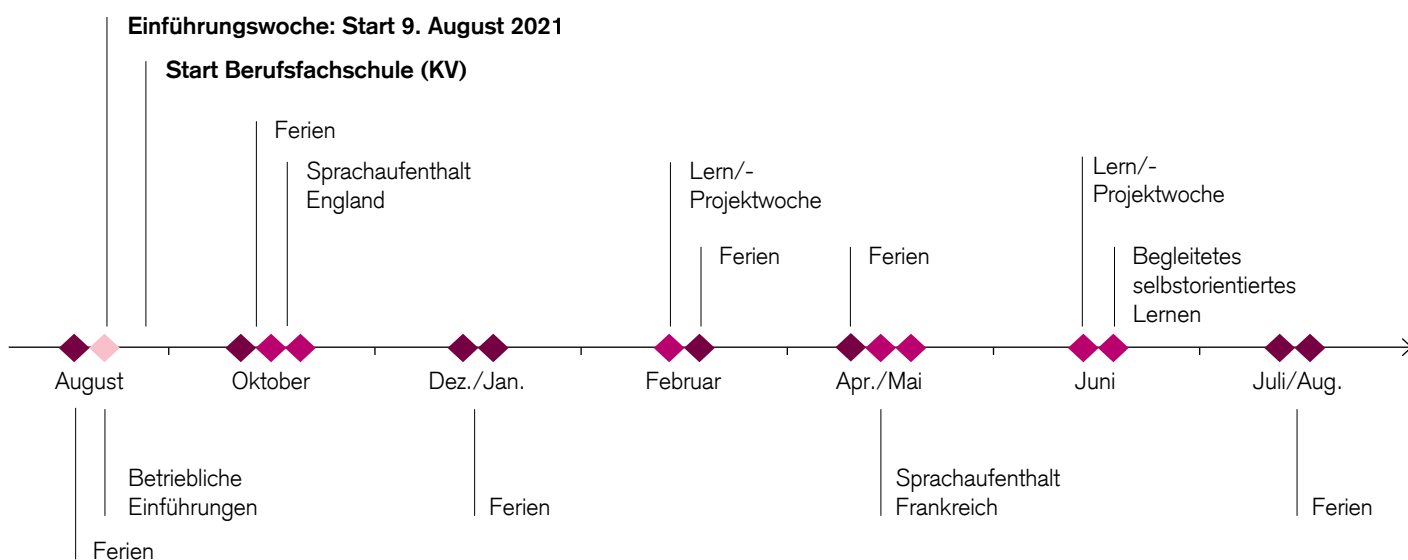 Einführungswoche: Start 9. August 2021
Start Berufsfachschule (KV)
Ferien
Sprachaufenthalt
England
Lern/-
Projektwoche
Ferien
Ferien
Lern/-
Projektwoche
Begleitetes
selbstorientiertes
Lernen
August
Oktober
Dez./Jan.
Februar
Apr./Mai
Juni
Juli/Aug.
Betriebliche
Einführungen
Ferien
Ferien
Sprachaufenthalt
Frankreich
Ferien